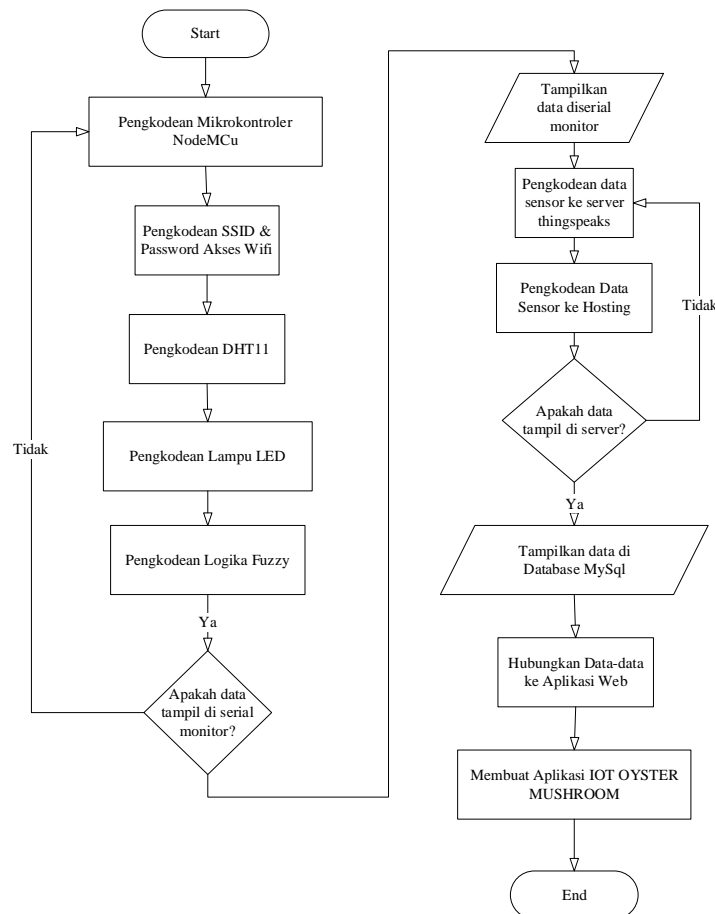 Start
Pengkodean Mikrokontroler
NodeMCu
Pengkodean SSID &
Password Akses Wifi
Pengkodean DHT11
Tidak
Pengkodean Lampu LED
Pengkodean Logika Fuzzy
Ya
Apakah data
tampil di serial
monitor?
Tampilkan
data diserial
monitor
Pengkodean data
sensor ke server
thingspeaks
Pengkodean Data
Sensor ke Hosting
Tidak
Apakah data
tampil di server?
Ya
Tampilkan data di
Database MySql
Hubungkan Data-data
ke Aplikasi Web
Membuat Aplikasi IOT OYSTER
MUSHROOM
End